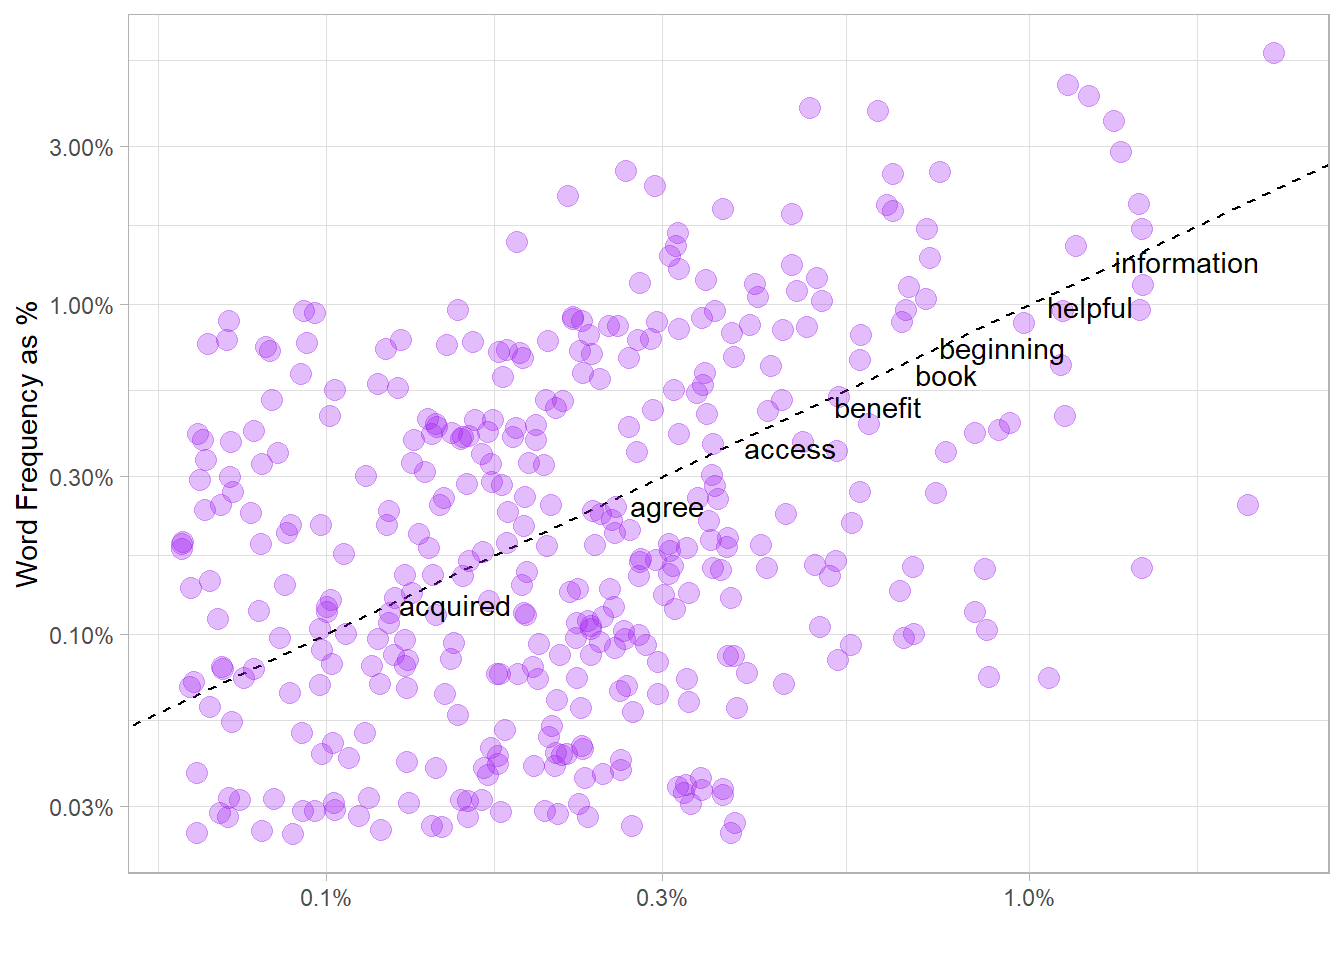 Word Frequency as %
3.00%
1.00%
0.30%
0.10%
0.03%
information
helpful
beginning
book
benefit
access
agree
acquired
0.1%
0.3%
1.0%